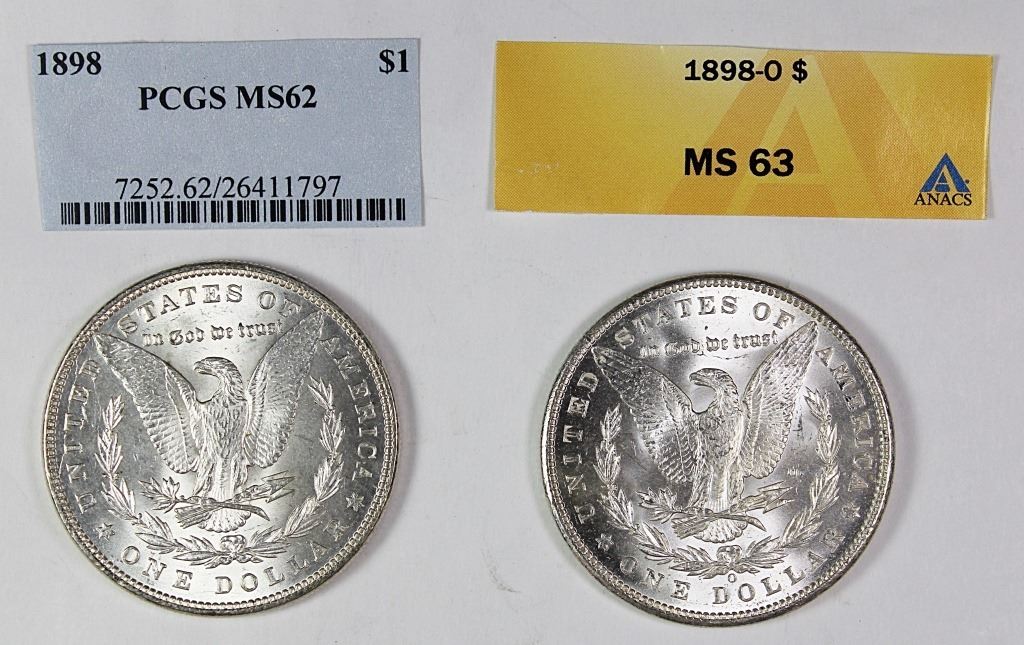 1898 $1
PCGS MS62
7252.62/26411797
1898-O $
MS 63
ANACS
UNITED STATES OF AMERICA
In God we trust
ONE DOLLAR
UNITED STATES OF AMERICA
In God we trust
O
ONE DOLLAR